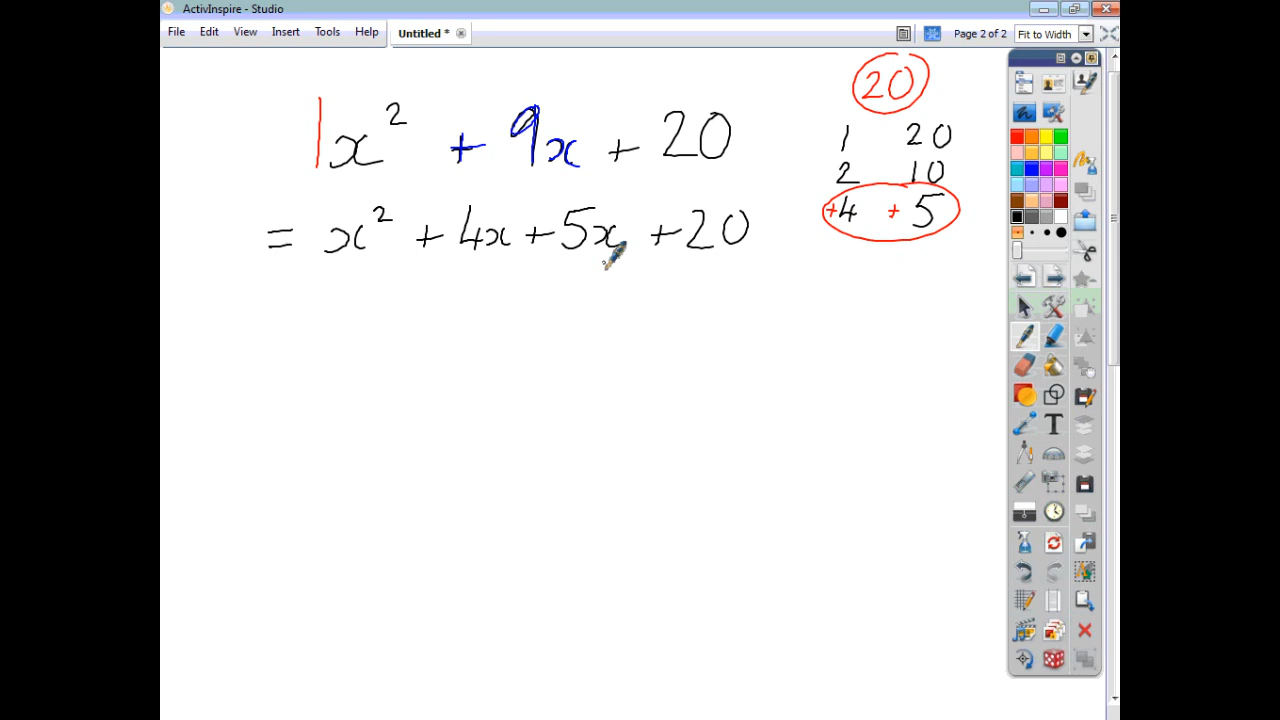 ActivInspire - Studio
File Edit View Insert Tools Help
Untitled *
Page 2 of 2
Fit to Width
20
1x² + 9x + 20
1 20
2 10
+4 +5
= x² + 4x + 5x + 20
T